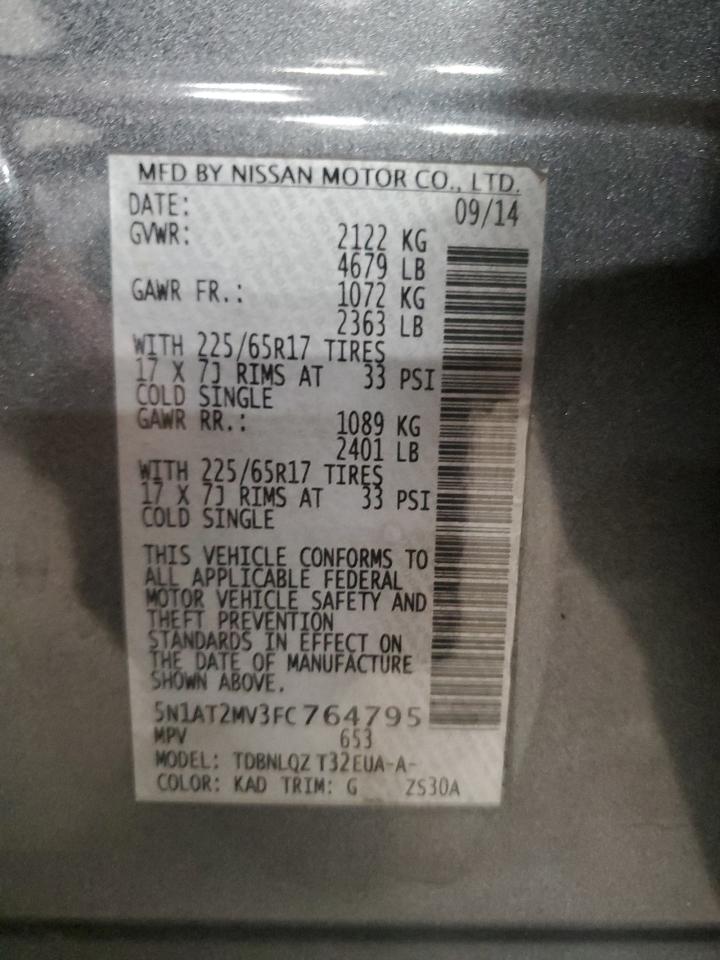 MFD BY NISSAN MOTOR CO., LTD.
DATE: 09/14
GVWR: 2122 KG
4679 LB
GAWR FR.: 1072 KG
2363 LB
WITH 225/65R17 TIRES
17 X 7J RIMS AT 33 PSI
COLD SINGLE
GAWR RR.: 1089 KG
2401 LB
WITH 225/65R17 TIRES
17 X 7J RIMS AT 33 PSI
COLD SINGLE
THIS VEHICLE CONFORMS TO
ALL APPLICABLE FEDERAL
MOTOR VEHICLE SAFETY AND
THEFT PREVENTION
STANDARDS IN EFFECT ON
THE DATE OF MANUFACTURE
SHOWN ABOVE.
5N1AT2MV3FC764795
MPV 653
MODEL: TDBNLQZ T32EUA-A-
COLOR: KAD TRIM: G ZS30A